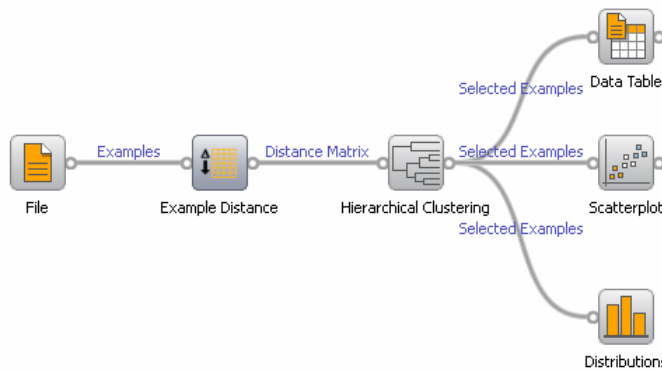 Selected Examples
Data Table
Examples
Distance Matrix
Selected Examples
File
Example Distance
Hierarchical Clustering
Scatterplot
Selected Examples
Distributions